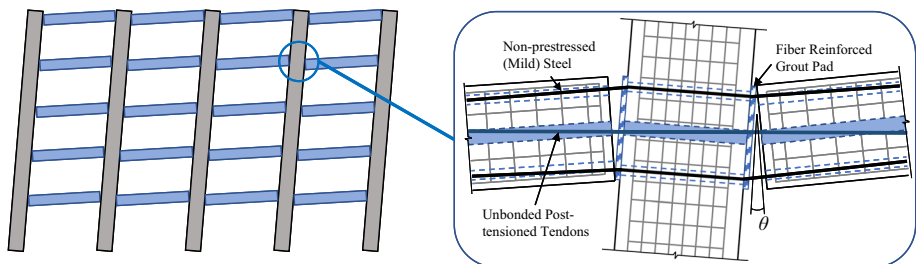 Non-prestressed
(Mild) Steel
Fiber Reinforced
Grout Pad
Unbonded Post-
tensioned Tendons
θ